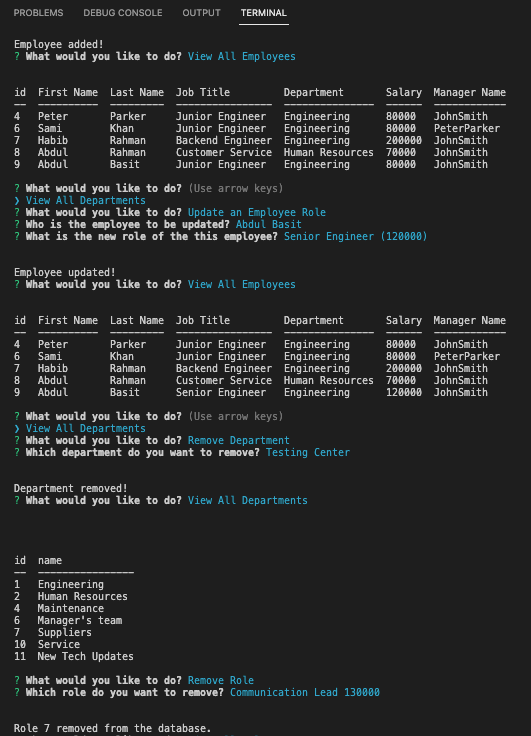 PROBLEMS DEBUG CONSOLE OUTPUT TERMINAL
Employee added!
? What would you like to do? View All Employees
id First Name Last Name Job Title Department Salary Manager Name
4 Peter Parker Junior Engineer Engineering 80000 JohnSmith
6 Sami Khan Junior Engineer Engineering 80000 PeterParker
7 Habib Rahman Backend Engineer Engineering 200000 JohnSmith
8 Abdul Rahman Customer Service Human Resources 70000 JohnSmith
9 Abdul Basit Junior Engineer Engineering 80000 JohnSmith
? What would you like to do? (Use arrow keys)
❯ View All Departments
? What would you like to do? Update an Employee Role
? Who is the employee to be updated? Abdul Basit
? What is the new role of the this employee? Senior Engineer (120000)
Employee updated!
? What would you like to do? View All Employees
id First Name Last Name Job Title Department Salary Manager Name
4 Peter Parker Junior Engineer Engineering 80000 JohnSmith
6 Sami Khan Junior Engineer Engineering 80000 PeterParker
7 Habib Rahman Backend Engineer Engineering 200000 JohnSmith
8 Abdul Rahman Customer Service Human Resources 70000 JohnSmith
9 Abdul Basit Senior Engineer Engineering 120000 JohnSmith
? What would you like to do? (Use arrow keys)
❯ View All Departments
? What would you like to do? Remove Department
? Which department do you want to remove? Testing Center
Department removed!
? What would you like to do? View All Departments
id name
1 Engineering
2 Human Resources
4 Maintenance
6 Manager's team
7 Suppliers
10 Service
11 New Tech Updates
? What would you like to do? Remove Role
? Which role do you want to remove? Communication Lead 130000
Role 7 removed from the database.